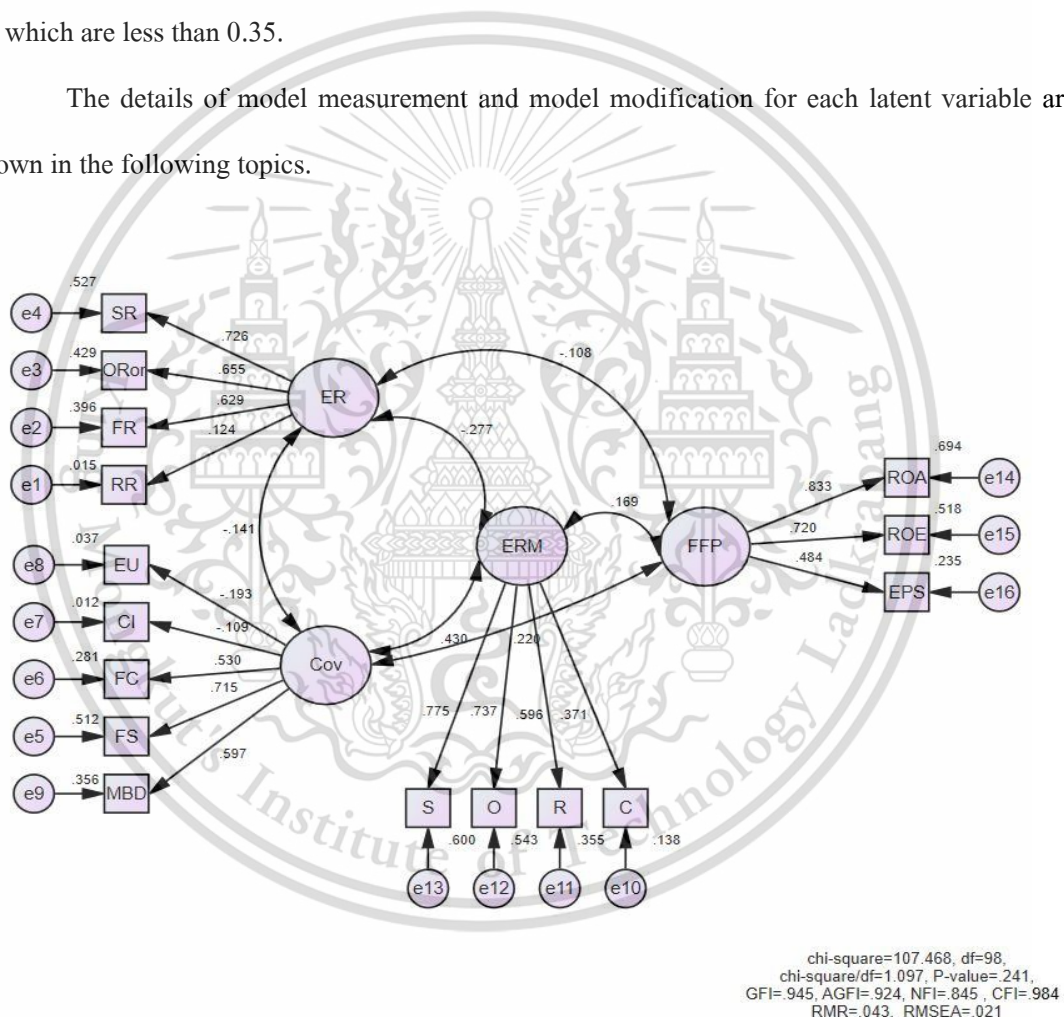 which are less than 0.35.
The details of model measurement and model modification for each latent variable ar
own in the following topics.
.527
e4 SR
.726
.429
e3 ORor
.655
.396
e2 FR
.629
.015
e1 RR
.124
ER
-.108
-.277
-.141
.037
e8 EU
-.193
.012
e7 CI
-.109
.281
e6 FC
.530
.512
e5 FS
.715
.356
e9 MBD
.597
Cov
ERM
.169
FFP
.430
.220
.833
ROA
.694
e14
.720
ROE
.518
e15
.484
EPS
.235
e16
.775 .737 .596 .371
S O R C
.600 .543 .355 .138
e13 e12 e11 e10
Institute of Technology Ladkrabang
chi-square=107.468, df=98,
chi-square/df=1.097, P-value=.241,
GFI=.945, AGFI=.924, NFI=.845 , CFI=.984
RMR=.043, RMSEA=.021